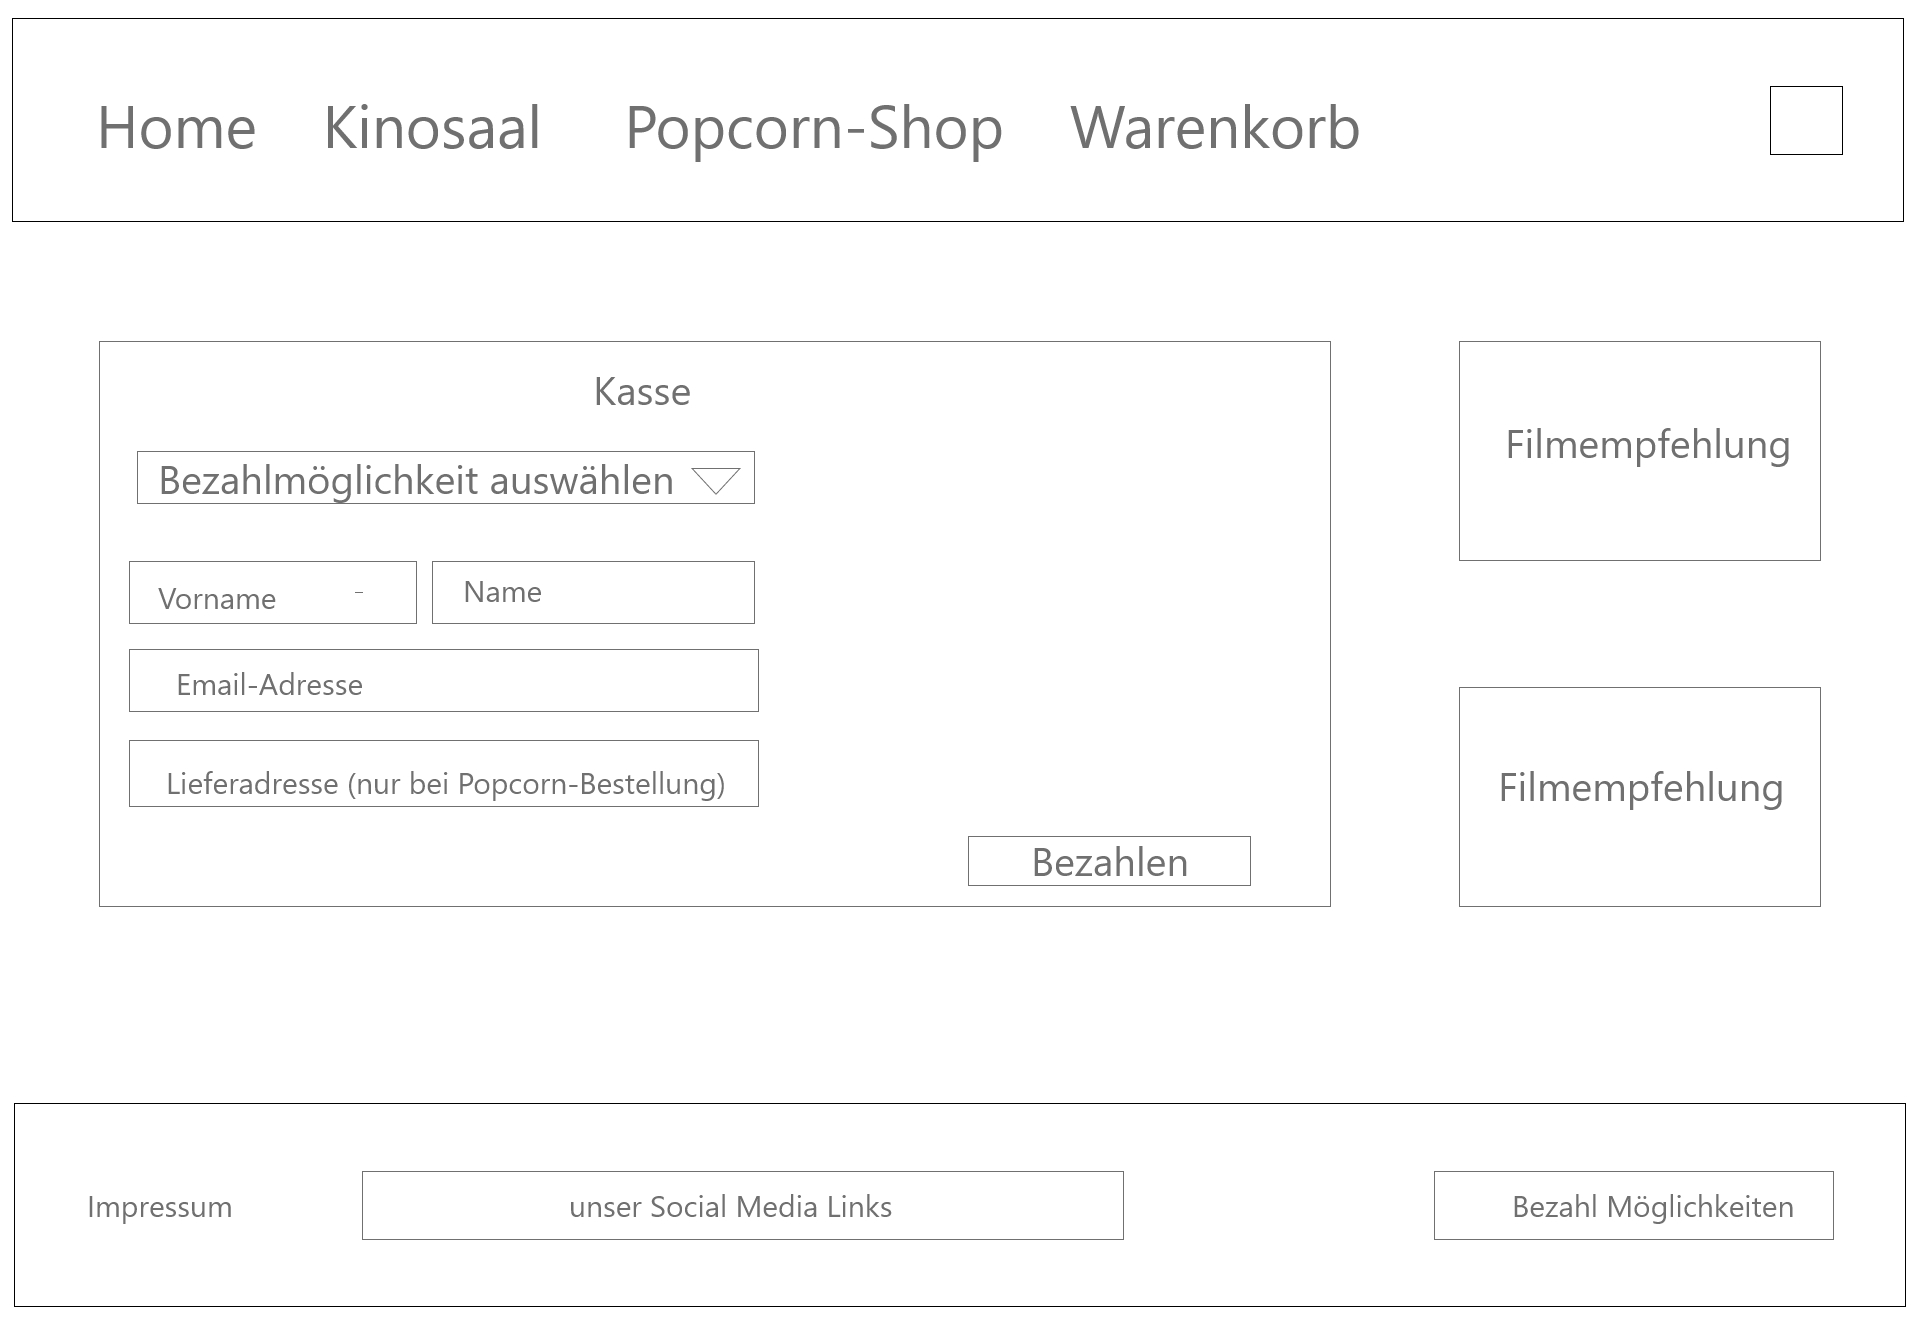 Home Kinosaal Popcorn-Shop Warenkorb
Kasse
Bezahlmöglichkeit auswählen
Vorname - Name
Email-Adresse
Lieferadresse (nur bei Popcorn-Bestellung)
Bezahlen
Filmempfehlung
Filmempfehlung
Impressum unser Social Media Links Bezahl Möglichkeiten